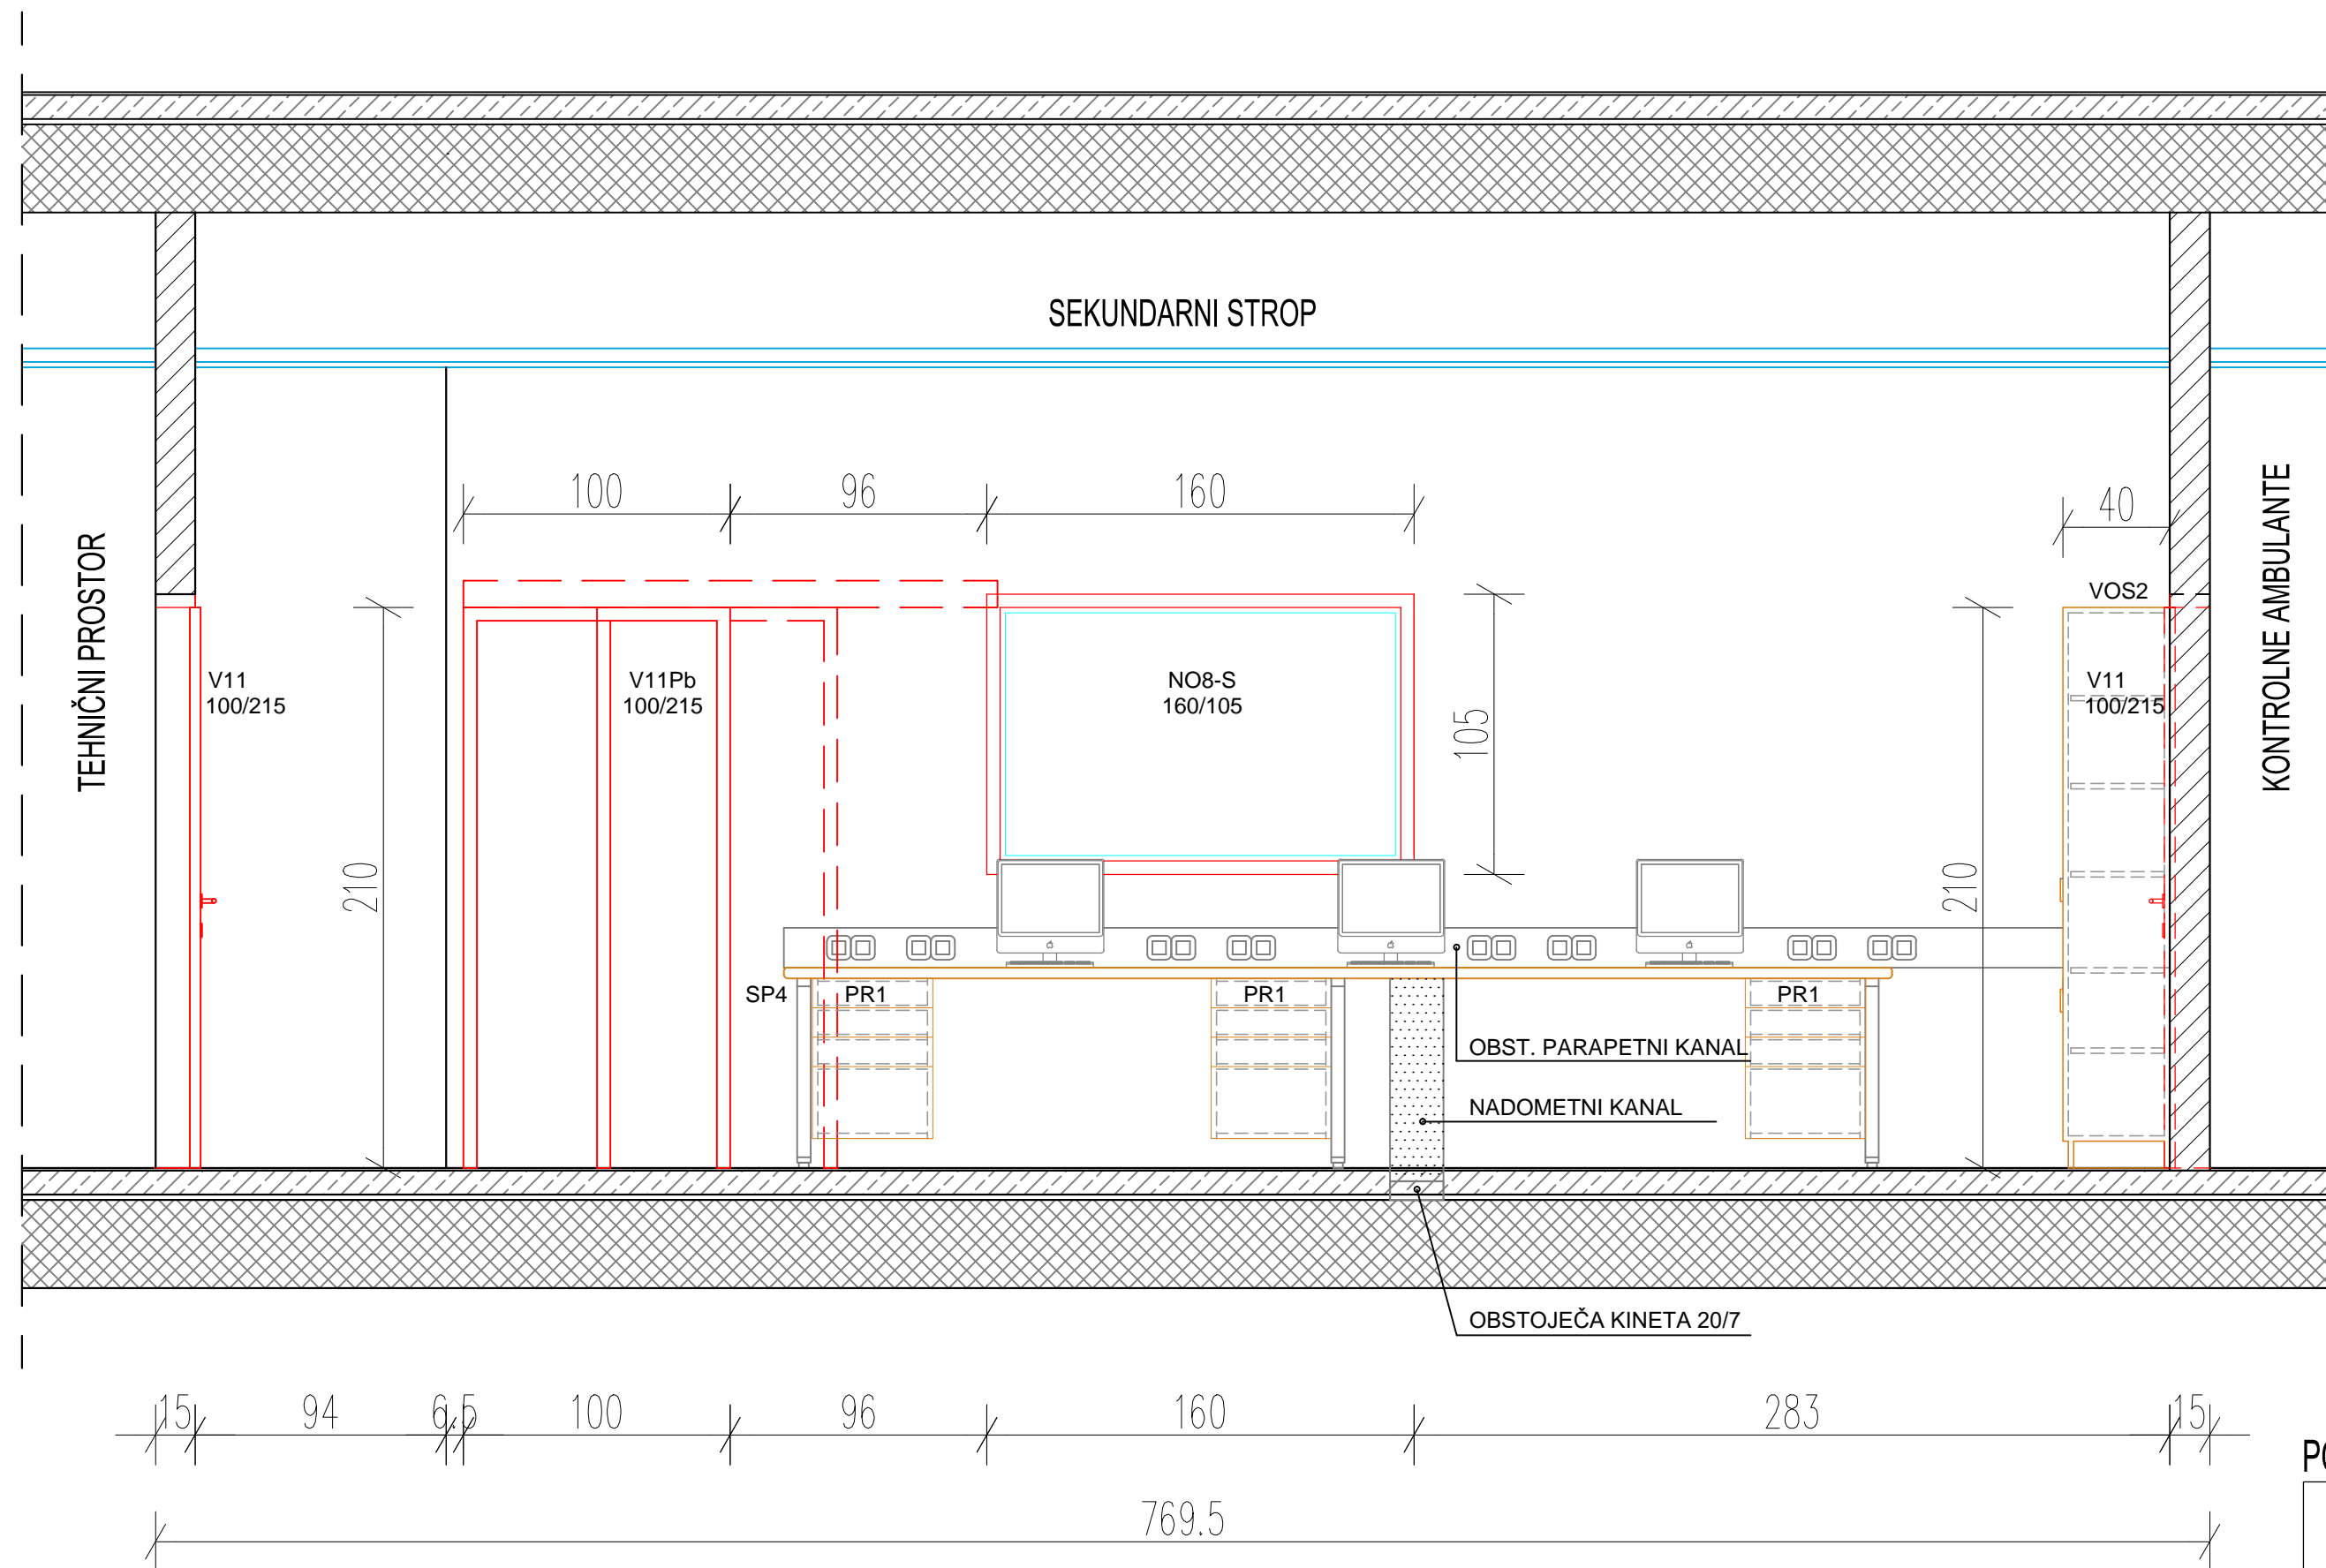 SEKUNDARNI STROP
TEHNIČNI PROSTOR
KONTROLNE AMBULANTE
100
96
160
40
VOS2
V11
100/215
V11Pb
100/215
NO8-S
160/105
V11
100/215
105
210
210
SP4
PR1
PR1
PR1
OBST. PARAPETNI KANAL
NADOMETNI KANAL
OBSTOJEČA KINETA 20/7
15
94
6.5
100
96
160
283
15
769.5